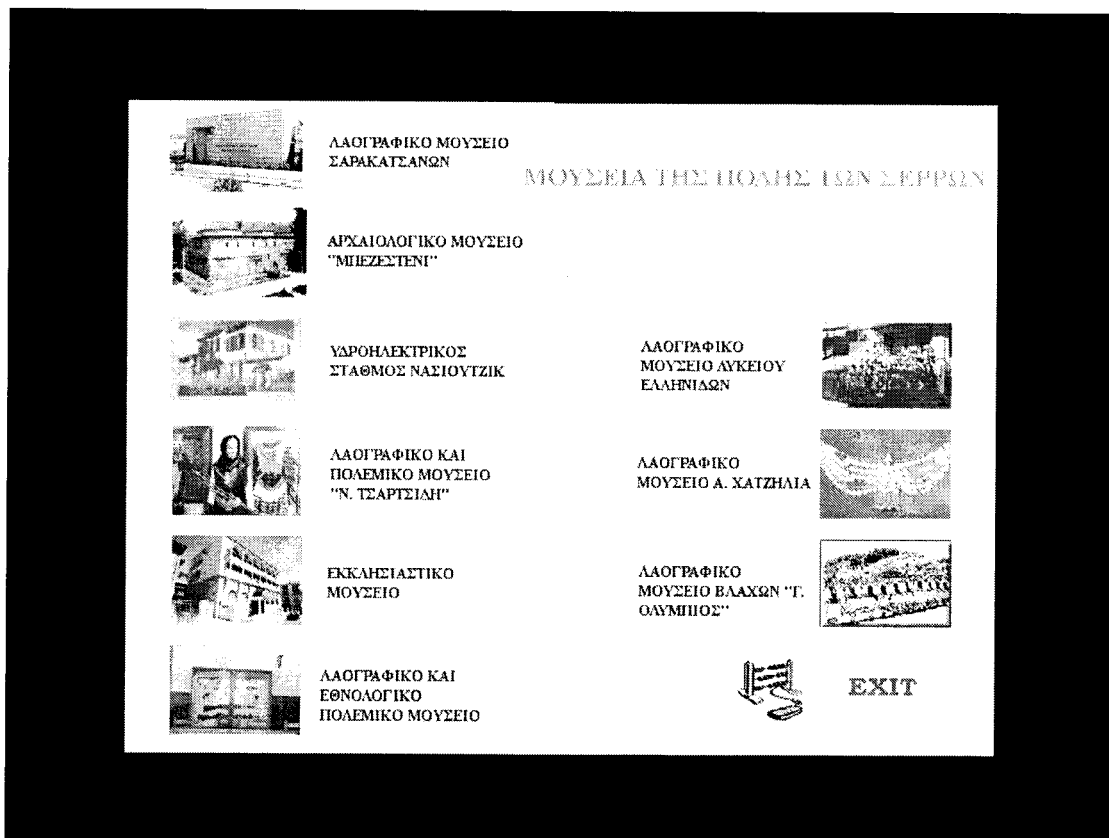 ΜΟΥΣΕΙΑ ΤΗΣ ΠΟΛΗΣ ΤΩΝ ΣΕΡΡΩΝ
ΛΑΟΓΡΑΦΙΚΟ ΜΟΥΣΕΙΟ
ΣΑΡΑΚΑΤΣΑΝΩΝ
ΑΡΧΑΙΟΛΟΓΙΚΟ ΜΟΥΣΕΙΟ
"ΜΠΕΖΕΣΤΕΝΙ"
ΥΔΡΟΗΛΕΚΤΡΙΚΟΣ
ΣΤΑΘΜΟΣ ΝΑΣΙΟΥΤΖΙΚ
ΛΑΟΓΡΑΦΙΚΟ ΚΑΙ
ΠΟΛΕΜΙΚΟ ΜΟΥΣΕΙΟ
"Ν. ΤΣΑΡΤΣΙΔΗ"
ΕΚΚΛΗΣΙΑΣΤΙΚΟ
ΜΟΥΣΕΙΟ
ΛΑΟΓΡΑΦΙΚΟ ΚΑΙ
ΕΘΝΟΛΟΓΙΚΟ
ΠΟΛΕΜΙΚΟ ΜΟΥΣΕΙΟ
ΛΑΟΓΡΑΦΙΚΟ
ΜΟΥΣΕΙΟ ΛΥΚΕΙΟΥ
ΕΛΛΗΝΙΔΩΝ
ΛΑΟΓΡΑΦΙΚΟ
ΜΟΥΣΕΙΟ Α. ΧΑΤΖΗΛΙΑ
ΛΑΟΓΡΑΦΙΚΟ
ΜΟΥΣΕΙΟ ΒΛΑΧΩΝ "Γ.
ΟΛΥΜΠΙΟΣ"
EXIT